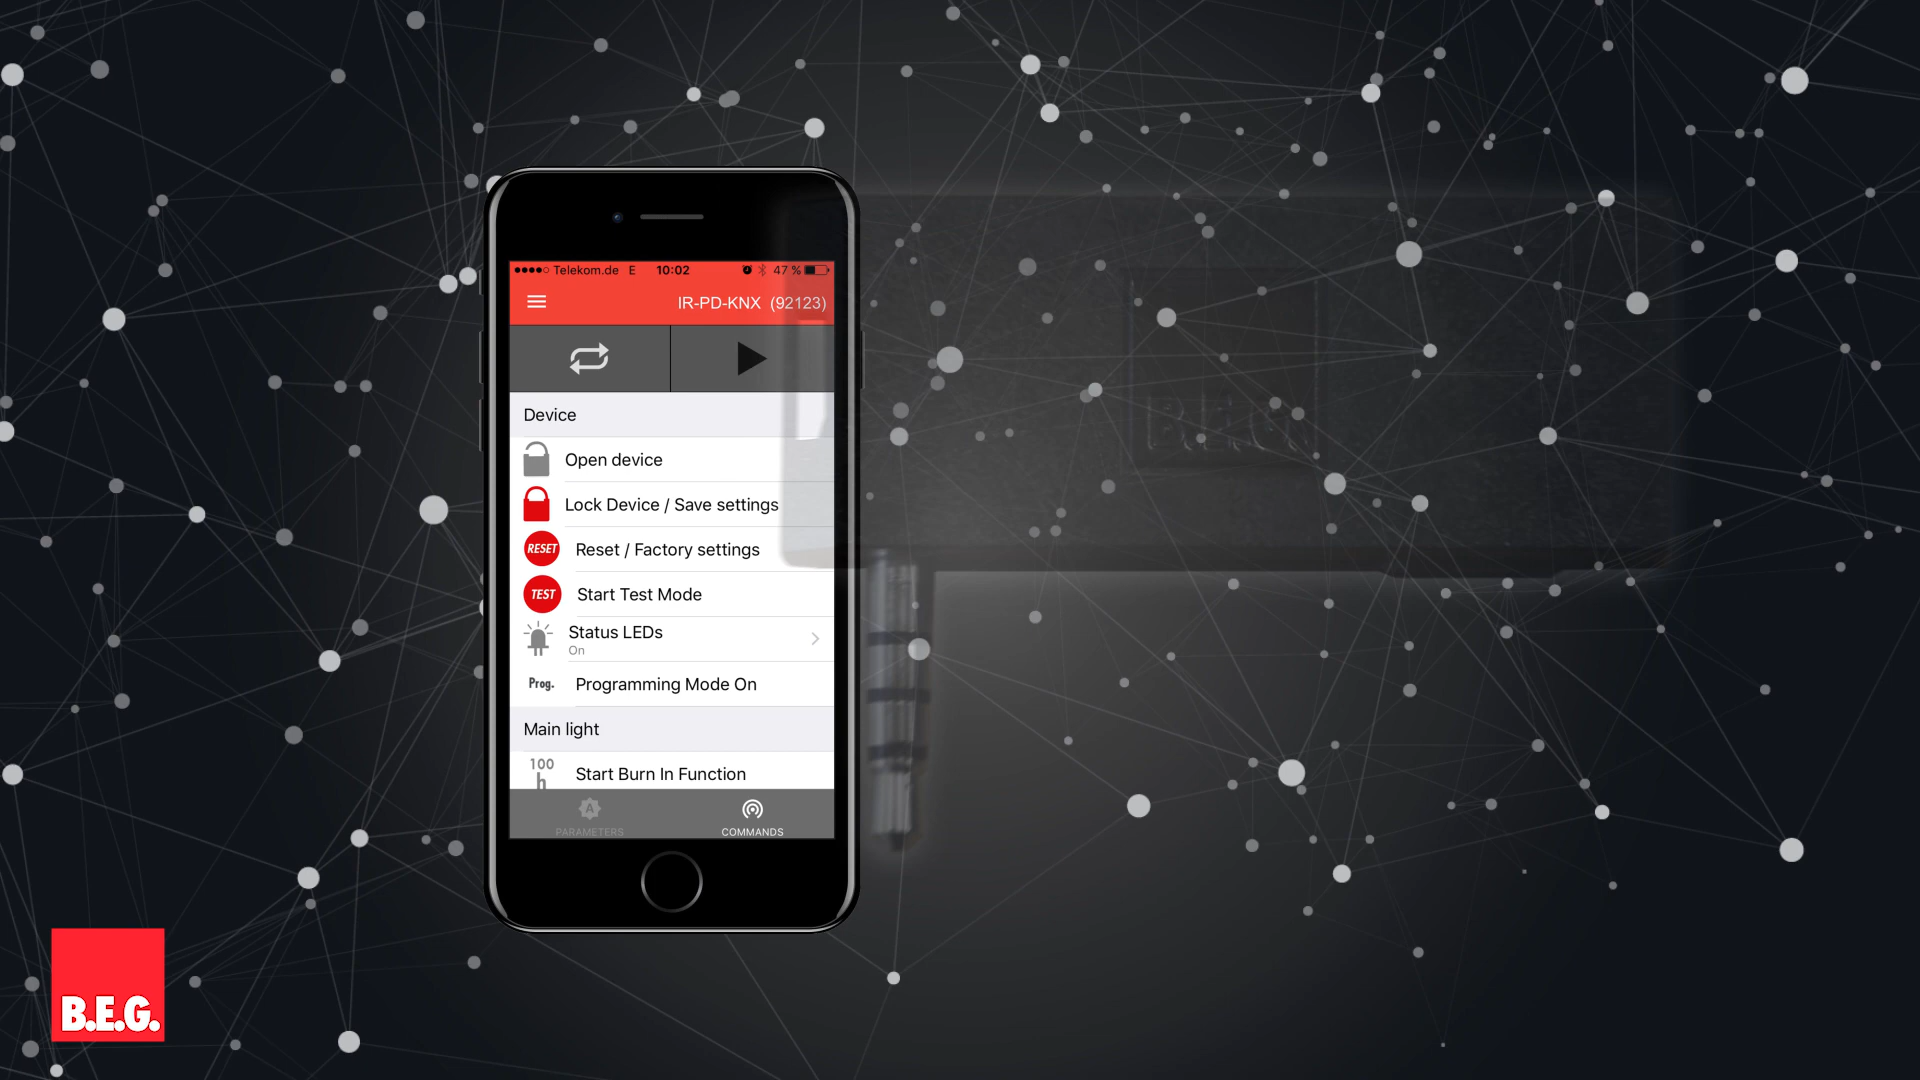 Telekom.de E 10:02 47 %
IR-PD-KNX (92123)
Device
Open device
Lock Device / Save settings
RESET Reset / Factory settings
TEST Start Test Mode
Status LEDs
On
Prog. Programming Mode On
Main light
100
h Start Burn In Function
A
PARAMETERS COMMANDS
B.E.G.